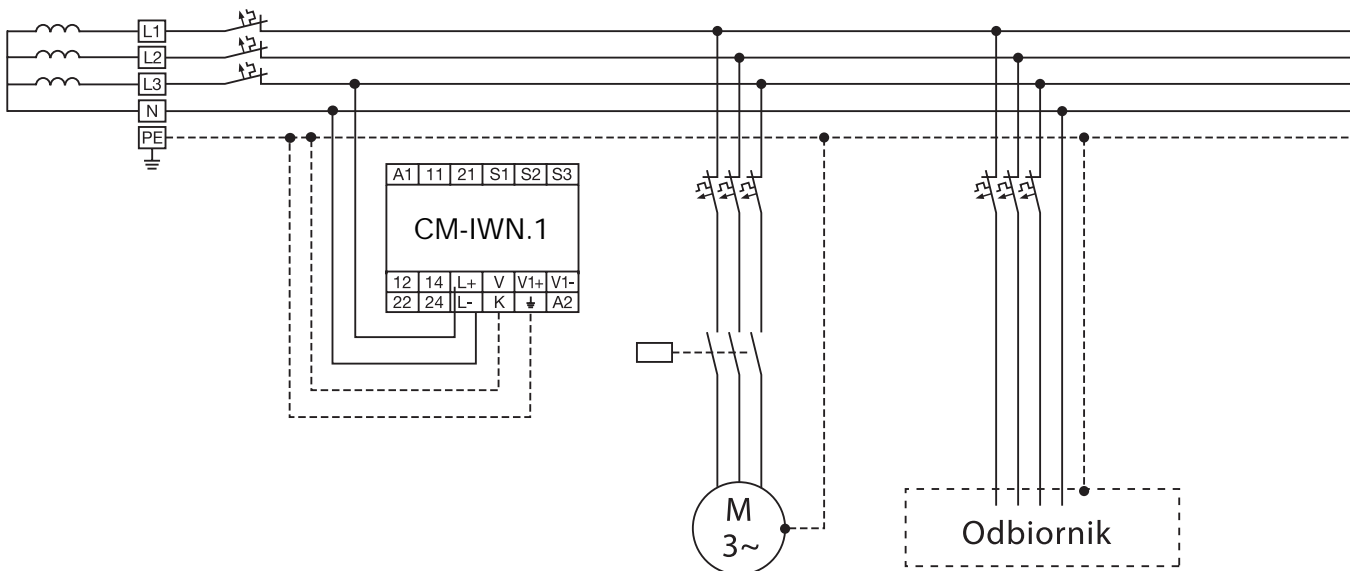 L1
L2
L3
N
PE
A1 11 21 S1 S2 S3
CM-IWN.1
12 14 L+ V V1+ V1-
22 24 L- K ⏚ A2
M
3~
Odbiornik